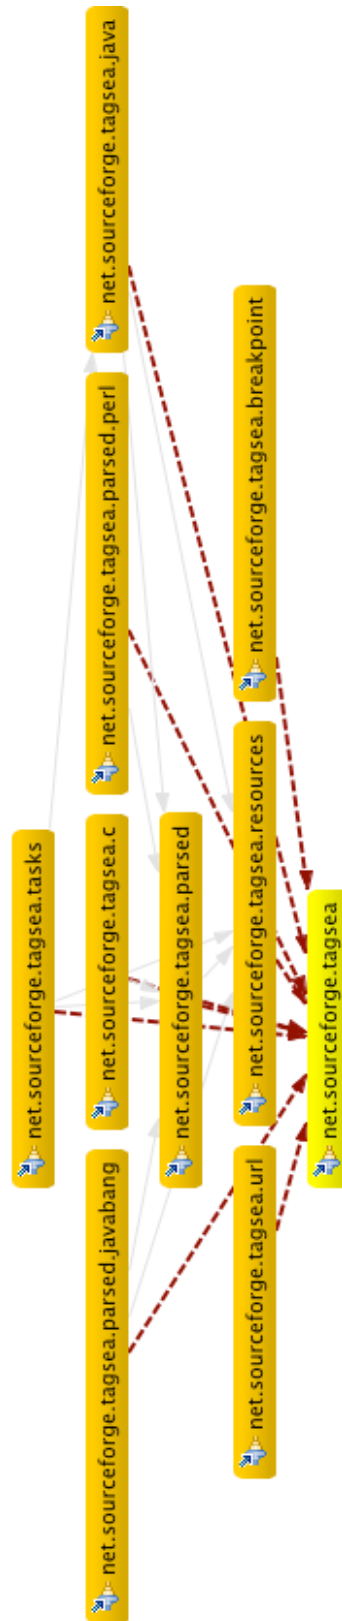 net.sourceforge.tagsea.tasks
net.sourceforge.tagsea.parsed.javabang
net.sourceforge.tagsea.c
net.sourceforge.tagsea.parsed.perl
net.sourceforge.tagsea.java
net.sourceforge.tagsea.parsed
net.sourceforge.tagsea.url
net.sourceforge.tagsea.resources
net.sourceforge.tagsea.breakpoint
net.sourceforge.tagsea